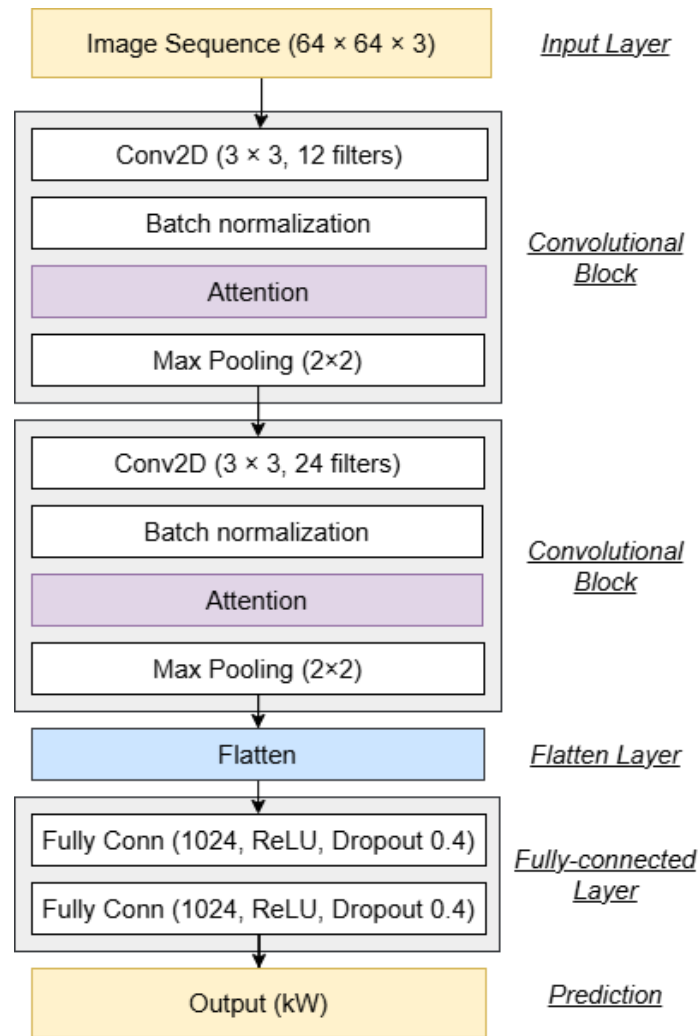 Image Sequence (64 × 64 × 3)
Input Layer
Conv2D (3 × 3, 12 filters)
Batch normalization
Attention
Max Pooling (2×2)
Convolutional
Block
Conv2D (3 × 3, 24 filters)
Batch normalization
Attention
Max Pooling (2×2)
Convolutional
Block
Flatten
Flatten Layer
Fully Conn (1024, ReLU, Dropout 0.4)
Fully Conn (1024, ReLU, Dropout 0.4)
Fully-connected
Layer
Output (kW)
Prediction